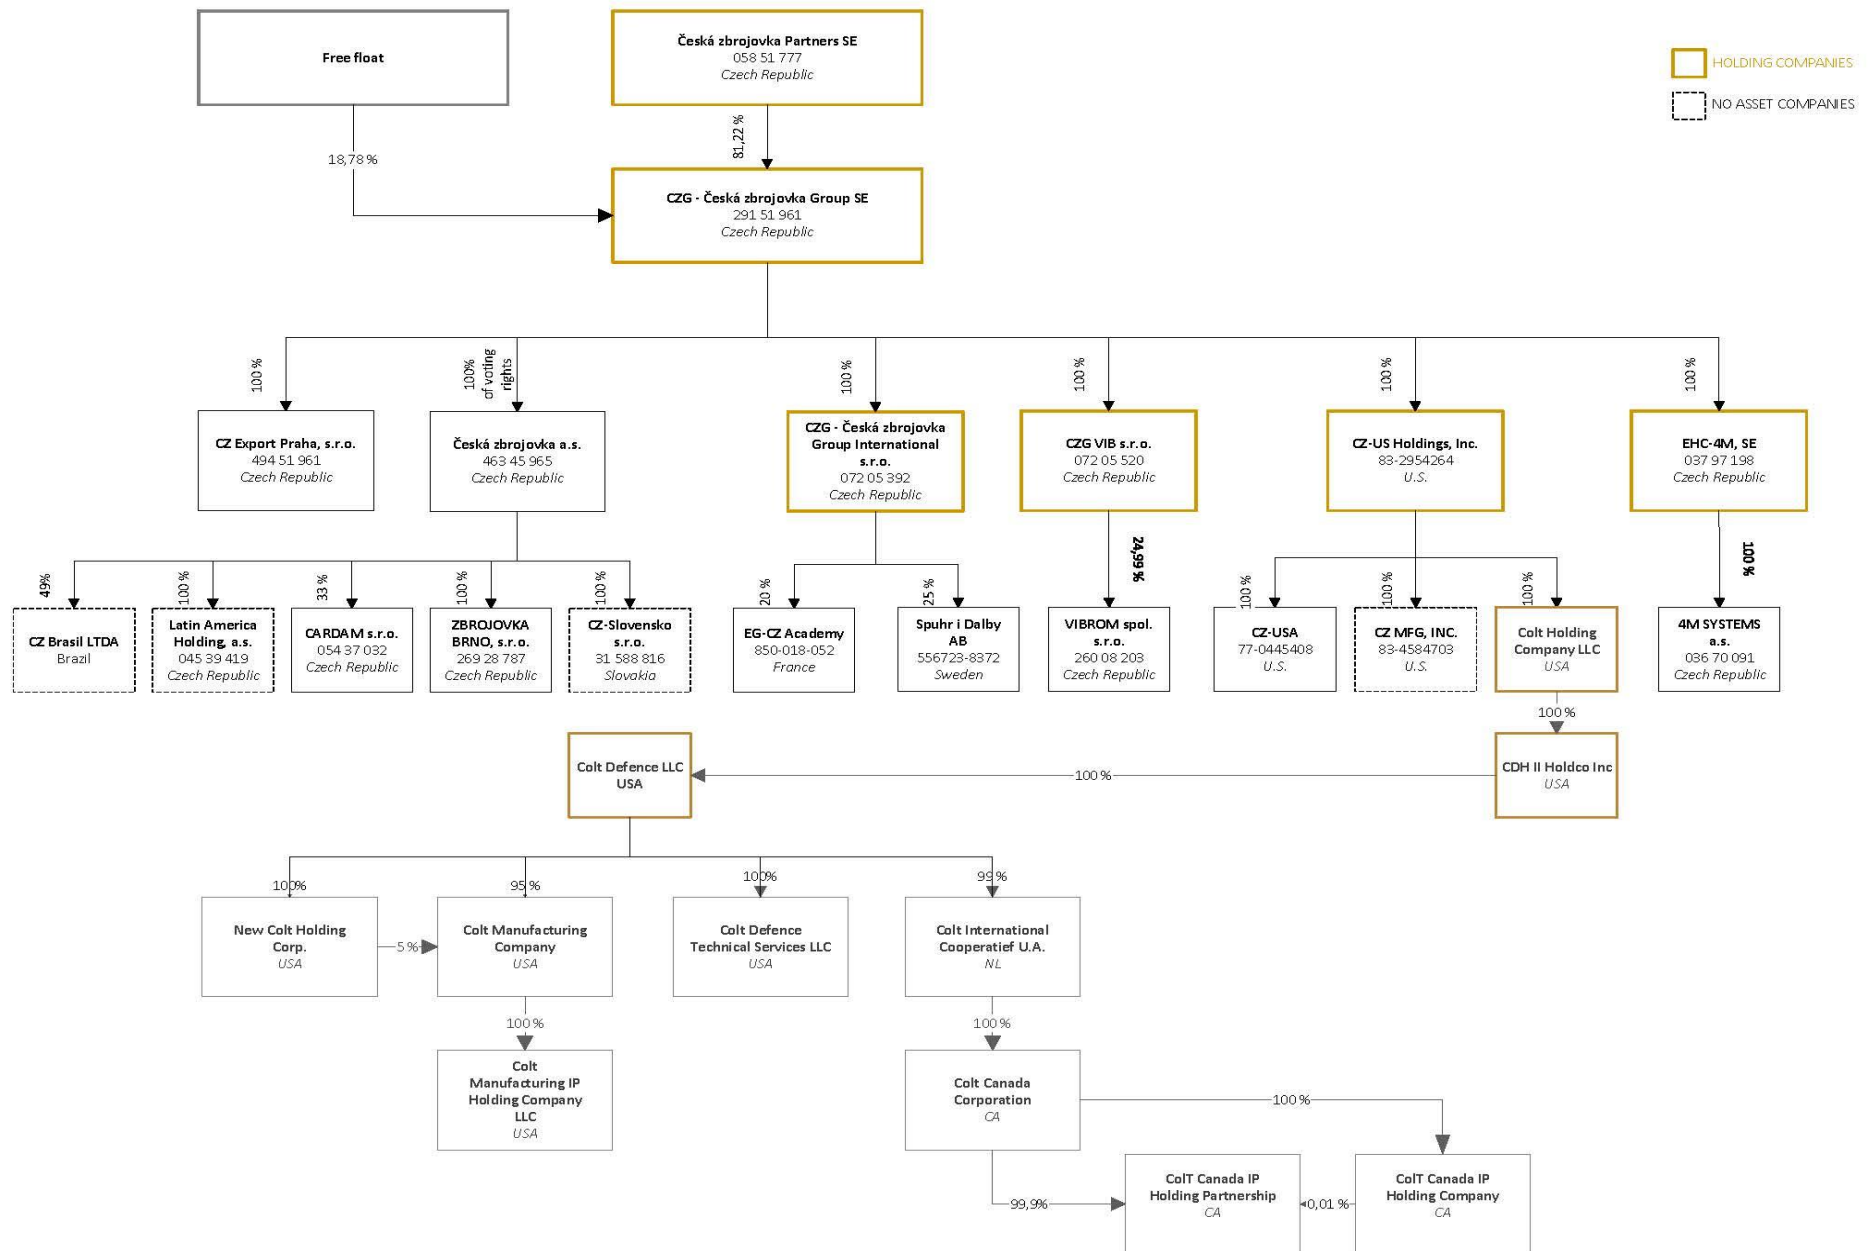 Free float
Česká zbrojovka Partners SE
058 51 777
Czech Republic
HOLDING COMPANIES
NO ASSET COMPANIES
18,78 %
81,22 %
CZG - Česká zbrojovka Group SE
291 51 961
Czech Republic
100 %
100%
of voting
rights
100 %
100 %
100 %
100 %
CZ Export Praha, s.r.o.
494 51 961
Czech Republic
Česká zbrojovka a.s.
463 45 965
Czech Republic
CZG - Česká zbrojovka
Group International
s.r.o.
072 05 392
Czech Republic
CZG VIB s.r.o.
072 05 520
Czech Republic
CZ-US Holdings, Inc.
83-2954264
U.S.
EHC-4M, SE
037 97 198
Czech Republic
49%
100 %
33 %
100 %
100 %
20 %
25 %
24,99 %
100 %
100 %
100 %
100 %
CZ Brasil LTDA
Brazil
Latin America
Holding, a.s.
045 39 419
Czech Republic
CARDAM s.r.o.
054 37 032
Czech Republic
ZBROJOVKA
BRNO, s.r.o.
269 28 787
Czech Republic
CZ-Slovensko
s.r.o.
31 588 816
Slovakia
EG-CZ Academy
850-018-052
France
Spuhr i Dalby
AB
556723-8372
Sweden
VIBROM spol.
s.r.o.
260 08 203
Czech Republic
CZ-USA
77-0445408
U.S.
CZ MFG, INC.
83-4584703
U.S.
Colt Holding
Company LLC
USA
4M SYSTEMS
a.s.
036 70 091
Czech Republic
100 %
Colt Defence LLC
USA
100 %
CDH II Holdco Inc
USA
100%
95 %
100%
99 %
New Colt Holding
Corp.
USA
5 %
Colt Manufacturing
Company
USA
Colt Defence
Technical Services LLC
USA
Colt International
Cooperatief U.A.
NL
100 %
100 %
Colt
Manufacturing IP
Holding Company
LLC
USA
Colt Canada
Corporation
CA
100 %
99,9%
ColT Canada IP
Holding Partnership
CA
0,01 %
ColT Canada IP
Holding Company
CA